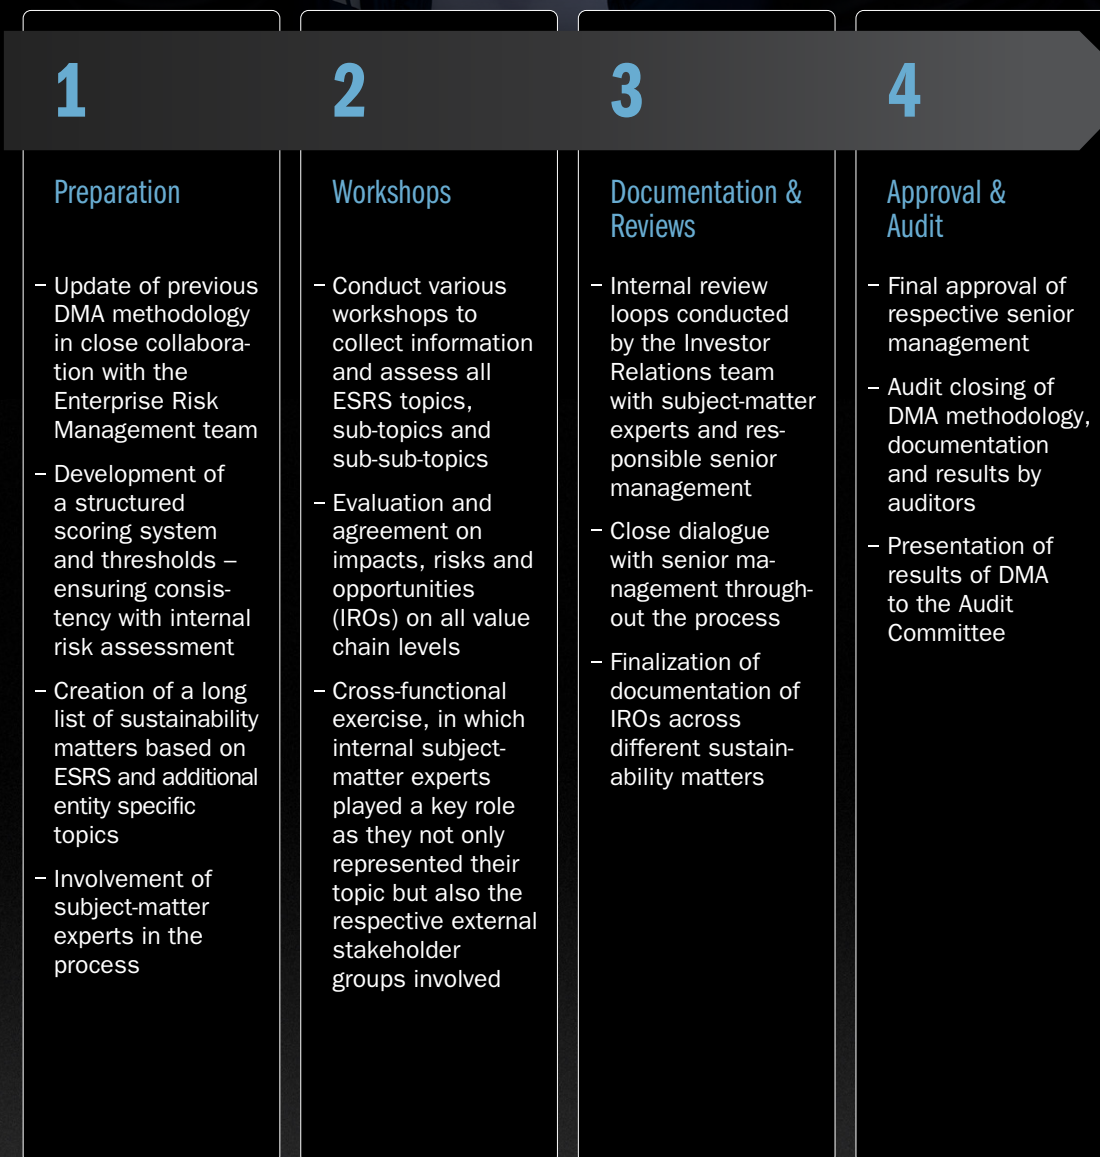 1
Preparation
– Update of previous
DMA methodology
in close collabora-
tion with the
Enterprise Risk
Management team
– Development of
a structured
scoring system
and thresholds –
ensuring consis-
tency with internal
risk assessment
– Creation of a long
list of sustainability
matters based on
ESRS and additional
entity specific
topics
– Involvement of
subject-matter
experts in the
process
2
Workshops
– Conduct various
workshops to
collect information
and assess all
ESRS topics,
sub-topics and
sub-sub-topics
– Evaluation and
agreement on
impacts, risks and
opportunities
(IROs) on all value
chain levels
– Cross-functional
exercise, in which
internal subject-
matter experts
played a key role
as they not only
represented their
topic but also the
respective external
stakeholder
groups involved
3
Documentation &
Reviews
– Internal review
loops conducted
by the Investor
Relations team
with subject-matter
experts and res-
ponsible senior
management
– Close dialogue
with senior ma-
nagement through-
out the process
– Finalization of
documentation of
IROs across
different sustain-
ability matters
4
Approval &
Audit
– Final approval of
respective senior
management
– Audit closing of
DMA methodology,
documentation
and results by
auditors
– Presentation of
results of DMA
to the Audit
Committee